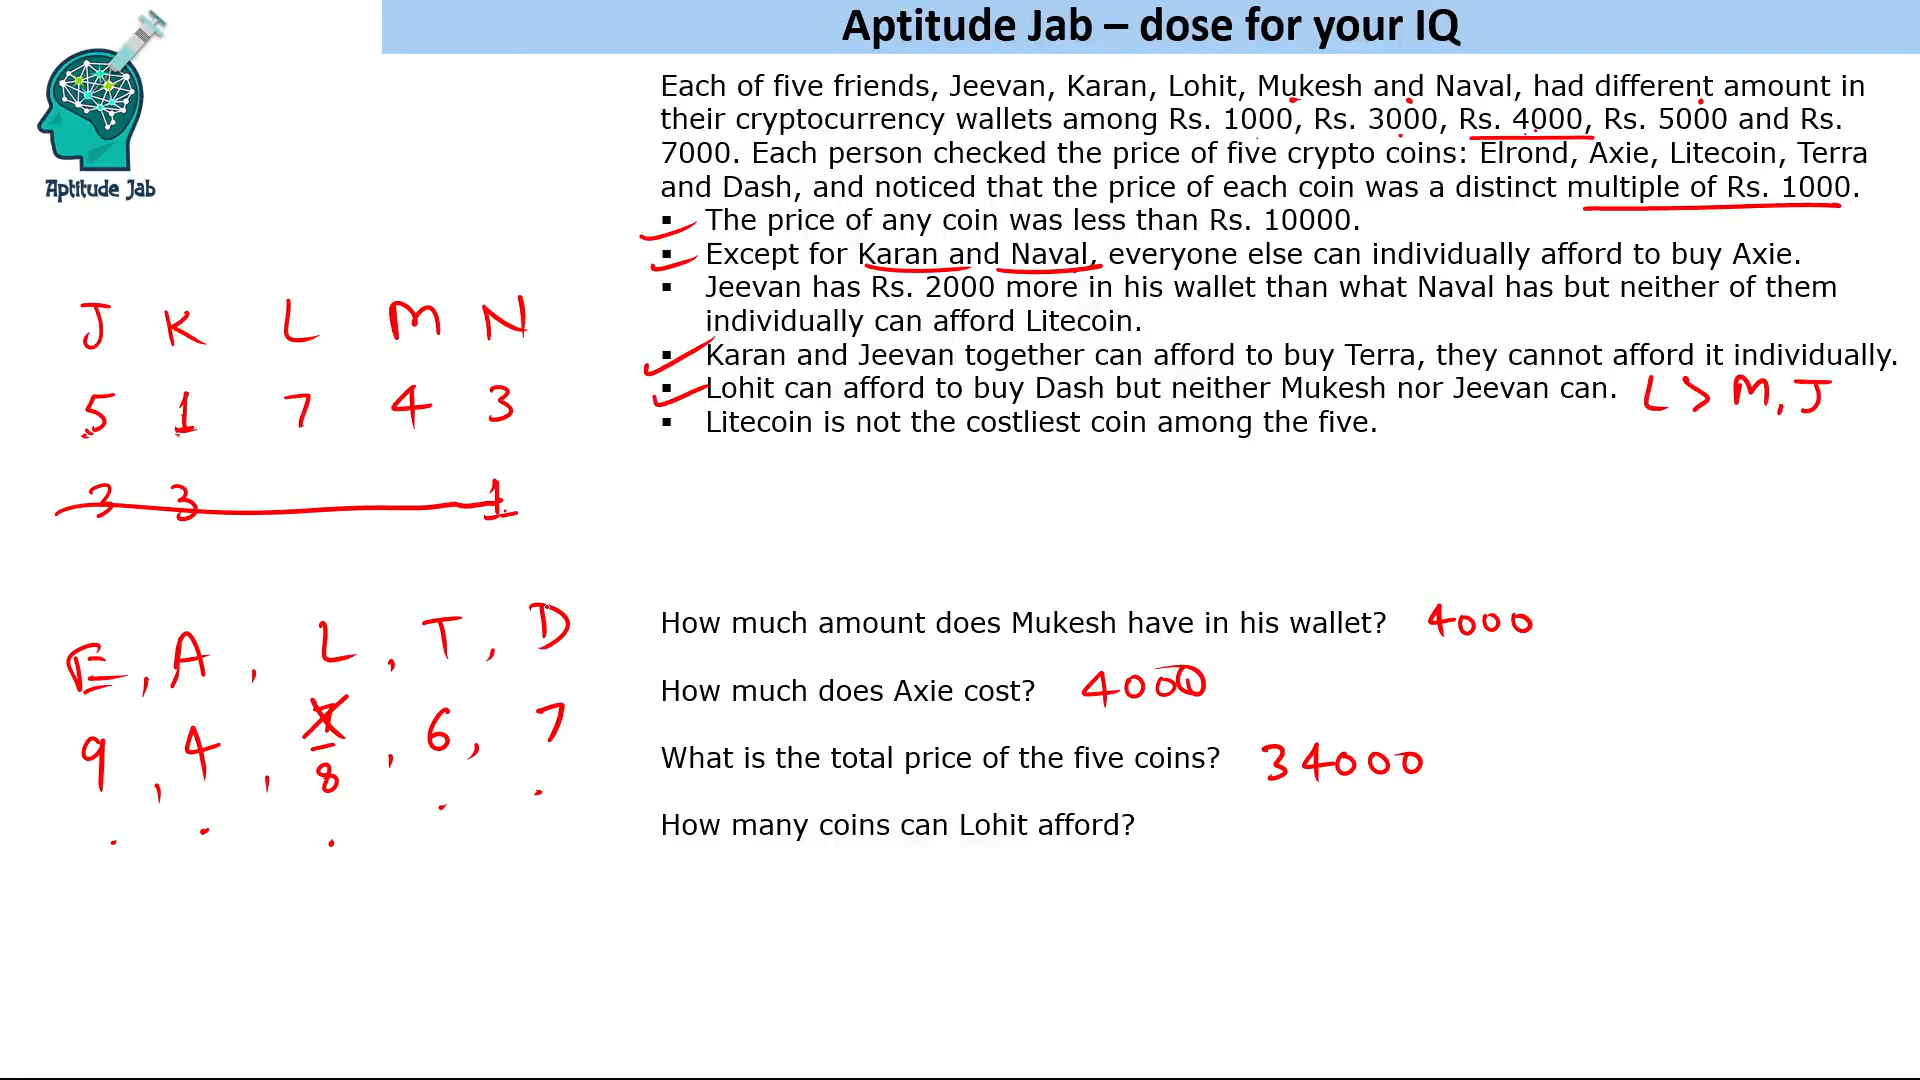 Aptitude Jab – dose for your IQ
Aptitude Jab
Each of five friends, Jeevan, Karan, Lohit, Mukesh and Naval, had different amount in
their cryptocurrency wallets among Rs. 1000, Rs. 3000, Rs. 4000, Rs. 5000 and Rs.
7000. Each person checked the price of five crypto coins: Elrond, Axie, Litecoin, Terra
and Dash, and noticed that the price of each coin was a distinct multiple of Rs. 1000.
▪ The price of any coin was less than Rs. 10000.
▪ Except for Karan and Naval, everyone else can individually afford to buy Axie.
▪ Jeevan has Rs. 2000 more in his wallet than what Naval has but neither of them
individually can afford Litecoin.
▪ Karan and Jeevan together can afford to buy Terra, they cannot afford it individually.
▪ Lohit can afford to buy Dash but neither Mukesh nor Jeevan can. L > M, J
▪ Litecoin is not the costliest coin among the five.
J K L M N
5 1 7 4 3
3 3 1
E, A, L, T, D
9, 4, 7, 6, 7
8
How much amount does Mukesh have in his wallet? 4000
How much does Axie cost? 4000
What is the total price of the five coins? 34000
How many coins can Lohit afford?